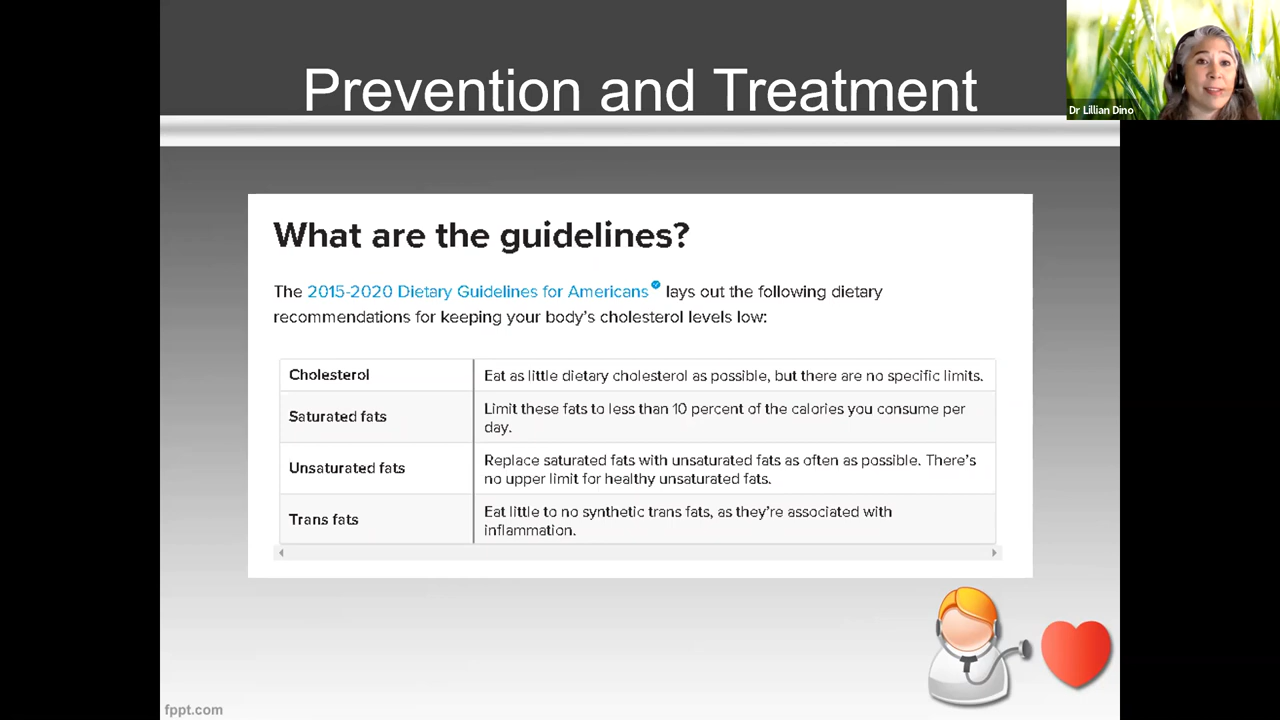 Prevention and Treatment
Dr Lillian Dino
What are the guidelines?
The 2015-2020 Dietary Guidelines for Americans lays out the following dietary
recommendations for keeping your body's cholesterol levels low:
Cholesterol
Eat as little dietary cholesterol as possible, but there are no specific limits.
Saturated fats
Limit these fats to less than 10 percent of the calories you consume per
day.
Unsaturated fats
Replace saturated fats with unsaturated fats as often as possible. There's
no upper limit for healthy unsaturated fats.
Trans fats
Eat little to no synthetic trans fats, as they're associated with
inflammation.
fppt.com